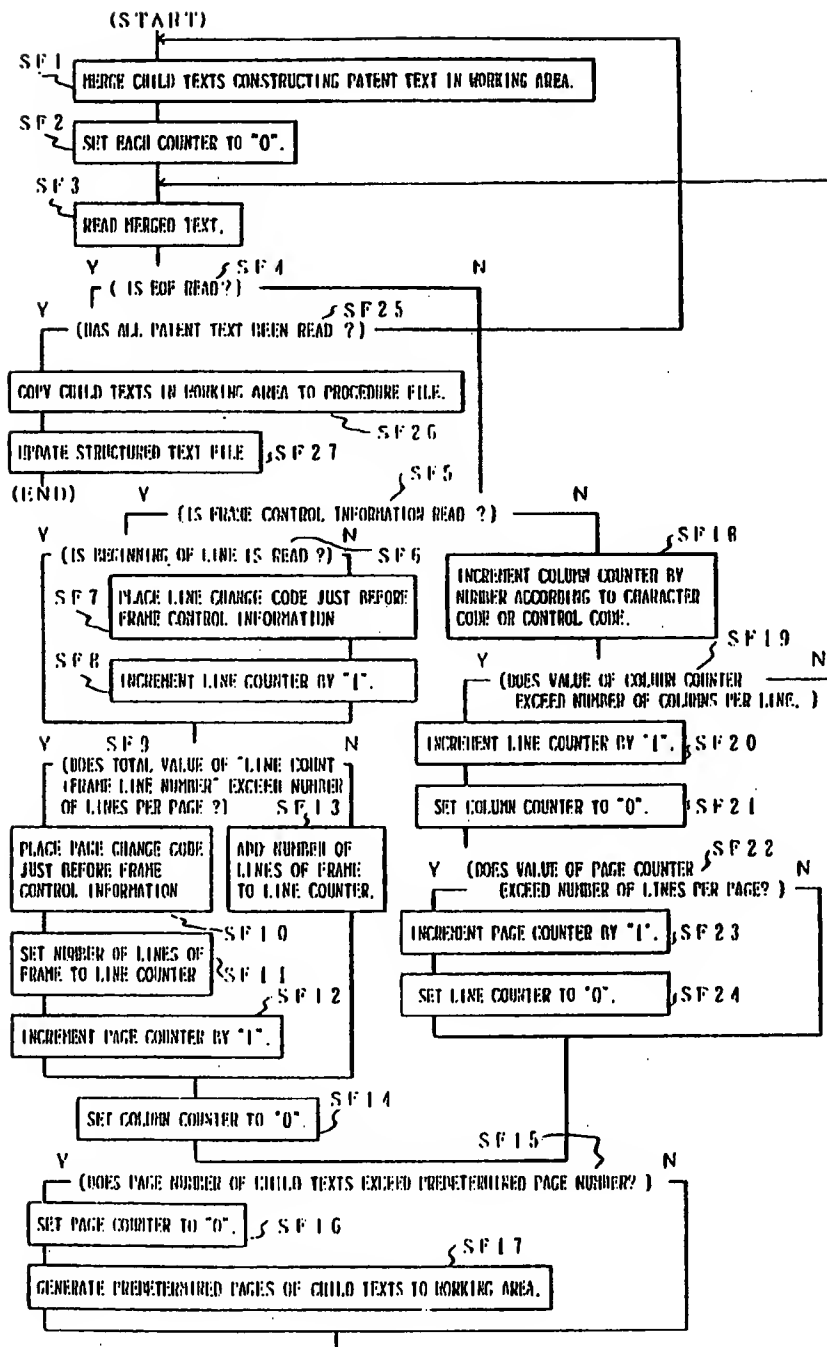 (START)
SF1
MERGE CHILD TEXTS CONSTRUCTING PATENT TEXT IN WORKING AREA.
SF2
SET EACH COUNTER TO "0".
SF3
READ MERGED TEXT.
Y SF4 N
( IS EOF READ?)
Y SF25
(HAS ALL PATENT TEXT BEEN READ ?)
COPY CHILD TEXTS IN WORKING AREA TO PROCEDURE FILE.
SF26
UPDATE STRUCTURED TEXT FILE
SF27
(END)
Y SF5 N
(IS FRAME CONTROL INFORMATION READ ?)
Y N SF6
(IS BEGINNING OF LINE IS READ ?)
SF7
PLACE LINE CHANGE CODE JUST BEFORE
FRAME CONTROL INFORMATION
SF8
INCREMENT LINE COUNTER BY "1".
SF18
INCREMENT COLUMN COUNTER BY
NUMBER ACCORDING TO CHARACTER
CODE OR CONTROL CODE.
Y SF19 N
(DOES VALUE OF COLUMN COUNTER
EXCEED NUMBER OF COLUMNS PER LINE. )
INCREMENT LINE COUNTER BY "1".
SF20
SET COLUMN COUNTER TO "0".
SF21
Y SF9 N
(DOES TOTAL VALUE OF "LINE COUNT
+FRAME LINE NUMBER" EXCEED NUMBER
OF LINES PER PAGE ?)
SF13
PLACE PAGE CHANGE CODE
JUST BEFORE FRAME
CONTROL INFORMATION
ADD NUMBER OF
LINES OF FRAME
TO LINE COUNTER.
SF10
SET NUMBER OF LINES OF
FRAME TO LINE COUNTER
SF11
SF12
INCREMENT PAGE COUNTER BY "1".
Y SF22 N
(DOES VALUE OF PAGE COUNTER
EXCEED NUMBER OF LINES PER PAGE? )
INCREMENT PAGE COUNTER BY "1".
SF23
SET LINE COUNTER TO "0".
SF24
SF14
SET COLUMN COUNTER TO "0".
SF15
Y N
(DOES PAGE NUMBER OF CHILD TEXTS EXCEED PREDETERMINED PAGE NUMBER? )
SET PAGE COUNTER TO "0".
SF16
SF17
GENERATE PREDETERMINED PAGES OF CHILD TEXTS TO WORKING AREA.